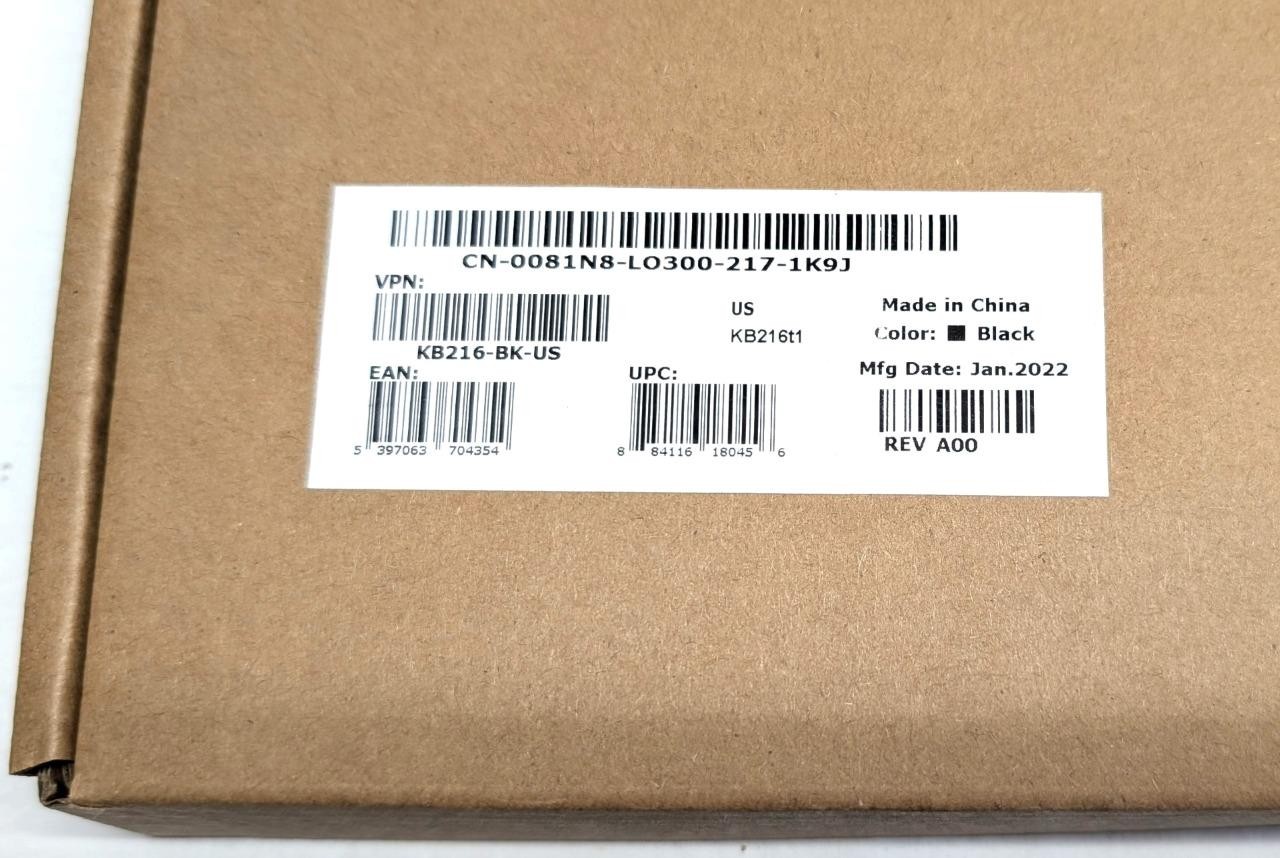 CN-0081N8-LO300-217-1K9J
VPN:
KB216-BK-US
US
KB216t1
Made in China
Color: Black
Mfg Date: Jan.2022
REV A00
EAN:
5 397063 704354
UPC:
8 84116 18045 6